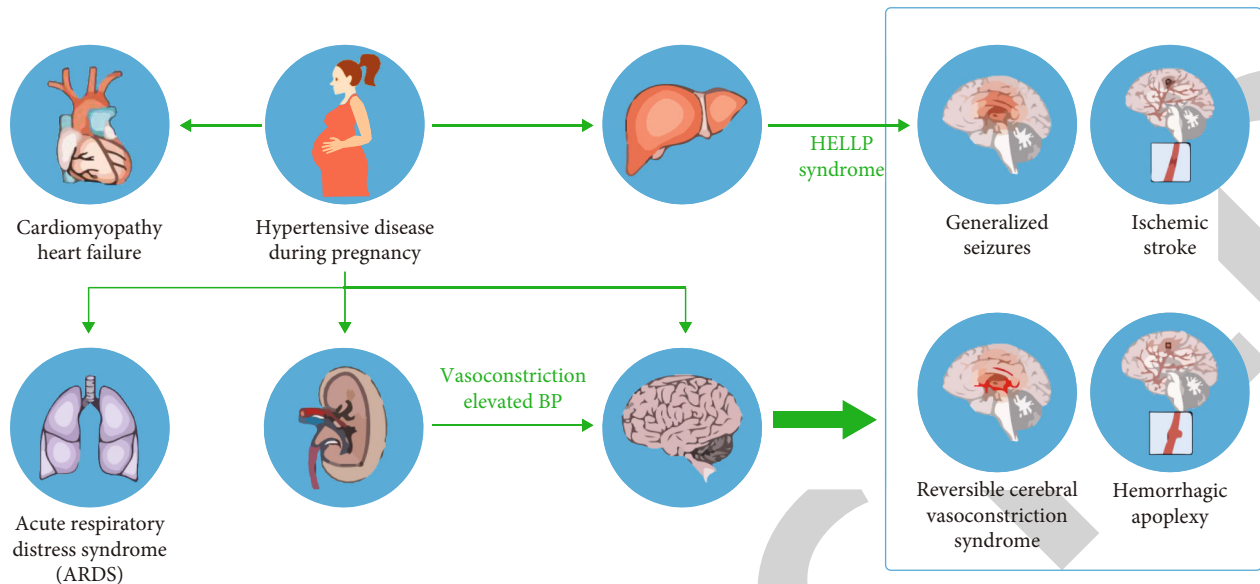 HELLP
syndrome
Cardiomyopathy
heart failure
Hypertensive disease
during pregnancy
Generalized
seizures
Ischemic
stroke
Vasoconstriction
elevated BP
Acute respiratory
distress syndrome
(ARDS)
Reversible cerebral
vasoconstriction
syndrome
Hemorrhagic
apoplexy